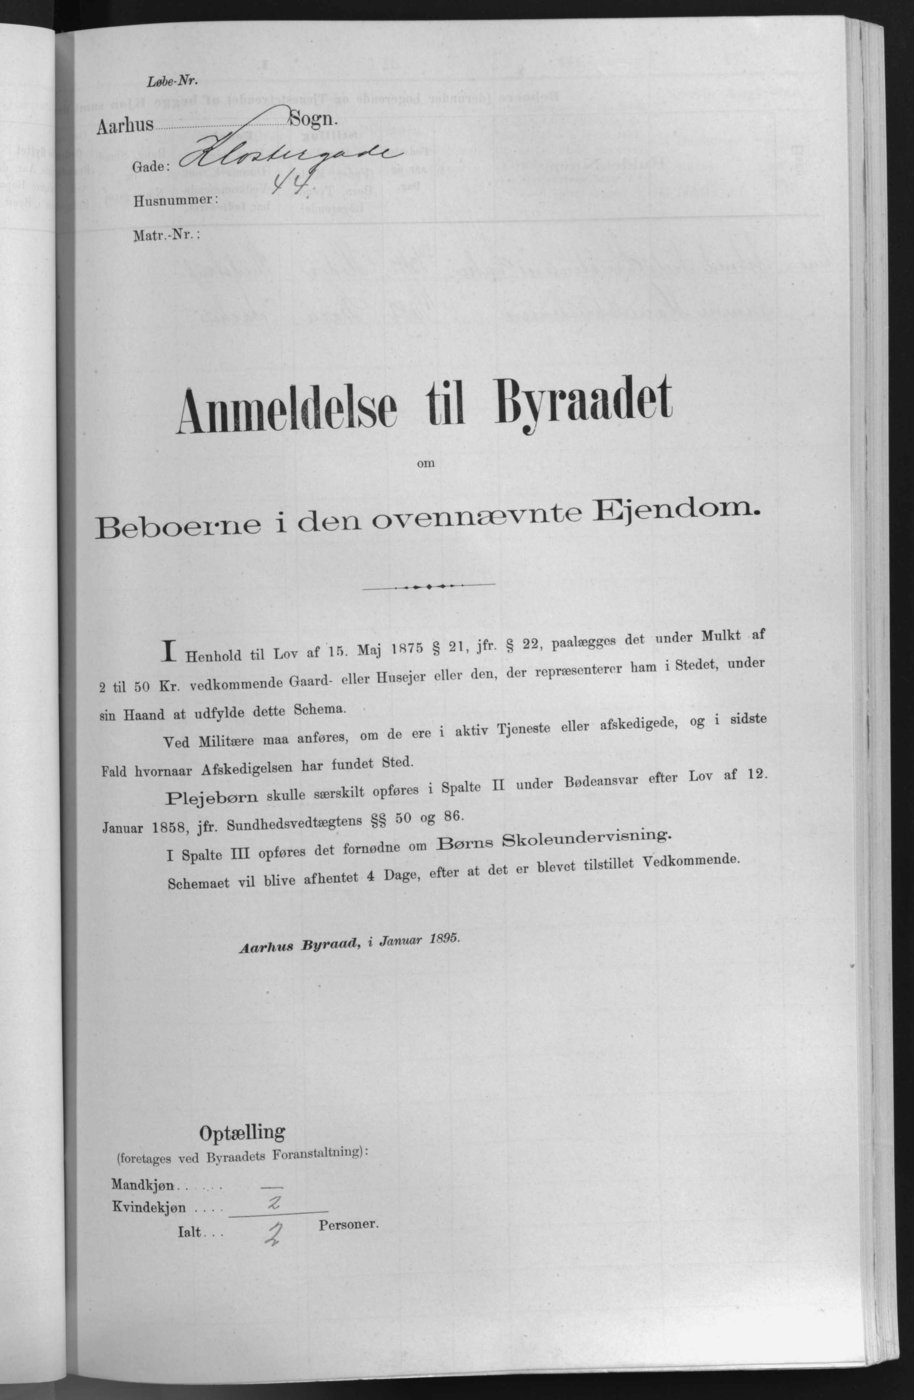 Løbe-Nr.
Aarhus Sogn.
Gade: Klostergade
Husnummer: 44.
Matr.-Nr.:
Anmeldelse til Byraadet
om
Beboerne i den ovennævnte Ejendom.
I Henhold til Lov af 15. Maj 1875 § 21, jfr. § 22, paalægges det under Mulkt af
2 til 50 Kr. vedkommende Gaard- eller Husejer eller den, der repræsenterer ham i Stedet, under
sin Haand at udfylde dette Schema.
Ved Militære maa anføres, om de ere i aktiv Tjeneste eller afskedigede, og i sidste
Fald hvornaar Afskedigelsen har fundet Sted.
Plejebørn skulle særskilt opføres i Spalte II under Bødeansvar efter Lov af 12.
Januar 1858, jfr. Sundhedsvedtægtens §§ 50 og 86.
I Spalte III opføres det fornødne om Børns Skoleundervisning.
Schemaet vil blive afhentet 4 Dage, efter at det er blevet tilstillet Vedkommende.
Aarhus Byraad, i Januar 1895.
Optælling
(foretages ved Byraadets Foranstaltning):
Mandkjøn...... —
Kvindekjøn .... 2
Ialt... 2 Personer.